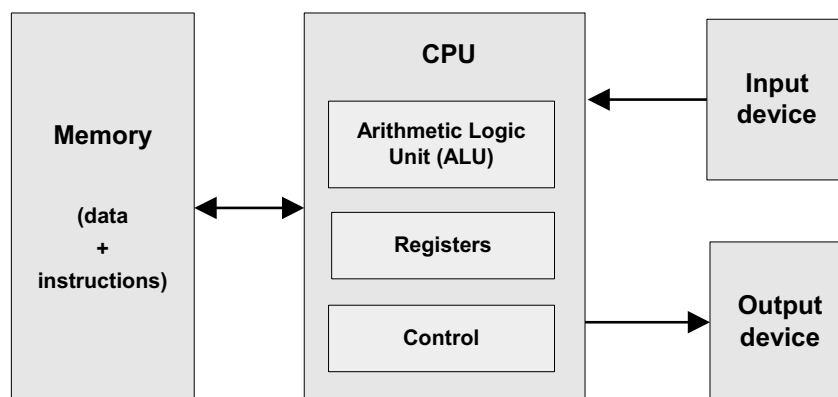 Memory
(data
+
instructions)
CPU
Arithmetic Logic
Unit (ALU)
Registers
Control
Input
device
Output
device